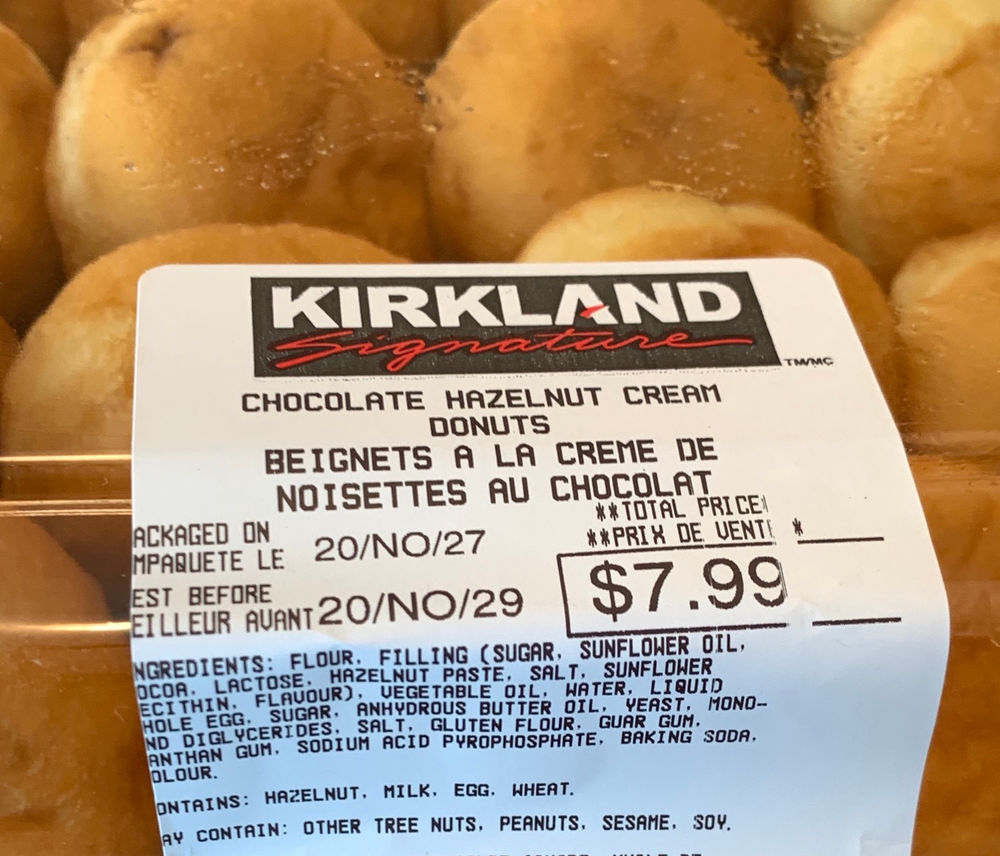 KIRKLAND
Signature
TM/MC
CHOCOLATE HAZELNUT CREAM
DONUTS
BEIGNETS A LA CREME DE
NOISETTES AU CHOCOLAT
**TOTAL PRICE
**PRIX DE VENTE *
ACKAGED ON
MPAQUETE LE 20/NO/27
EST BEFORE
EILLEUR AVANT 20/NO/29
$7.99
NGREDIENTS: FLOUR, FILLING (SUGAR, SUNFLOWER OIL,
OCOA, LACTOSE, HAZELNUT PASTE, SALT, SUNFLOWER
ECITHIN, FLAVOUR), VEGETABLE OIL, WATER, LIQUID
HOLE EGG, SUGAR, ANHYDROUS BUTTER OIL, YEAST, MONO-
ND DIGLYCERIDES, SALT, GLUTEN FLOUR, GUAR GUM,
ANTHAN GUM, SODIUM ACID PYROPHOSPHATE, BAKING SODA,
OLOUR.
ONTAINS: HAZELNUT, MILK, EGG, WHEAT.
AY CONTAIN: OTHER TREE NUTS, PEANUTS, SESAME, SOY.